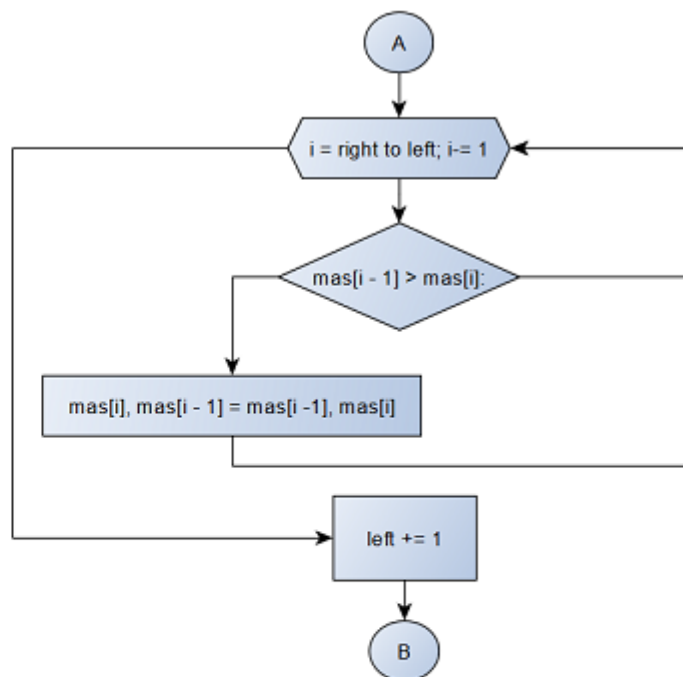 A
i = right to left; i-= 1
mas[i - 1] > mas[i]:
mas[i], mas[i - 1] = mas[i -1], mas[i]
left += 1
B